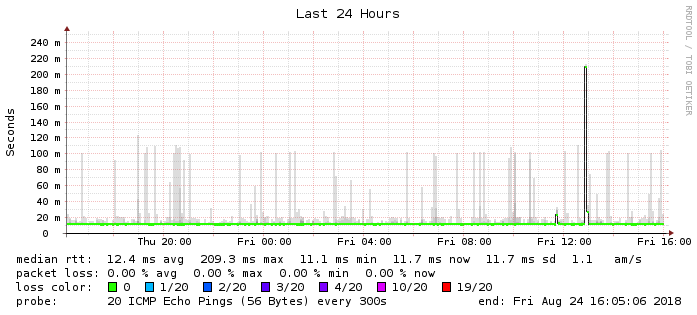 Last 24 Hours
RRDTOOL / TOBI OETIKER
Seconds
240 m
220 m
200 m
180 m
160 m
140 m
120 m
100 m
80 m
60 m
40 m
20 m
0
Thu 20:00 Fri 00:00 Fri 04:00 Fri 08:00 Fri 12:00 Fri 16:00
median rtt: 12.4 ms avg 209.3 ms max 11.1 ms min 11.7 ms now 11.7 ms sd 1.1 am/s
packet loss: 0.00 % avg 0.00 % max 0.00 % min 0.00 % now
loss color: 0 1/20 2/20 3/20 4/20 10/20 19/20
probe: 20 ICMP Echo Pings (56 Bytes) every 300s end: Fri Aug 24 16:05:06 2018